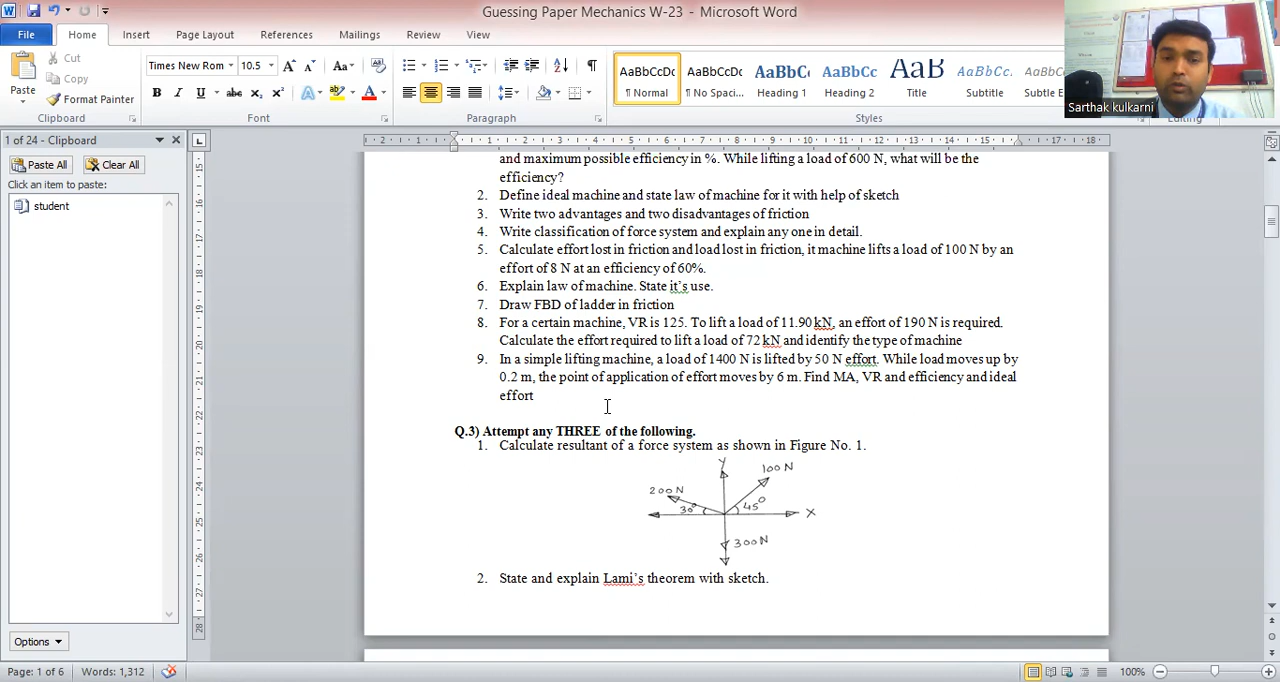 Guessing Paper Mechanics W-23 - Microsoft Word
File Home Insert Page Layout References Mailings Review View
Paste
Cut
Copy
Format Painter
Clipboard
Times New Rom 10.5
Font
Paragraph
AaBbCcDc AaBbCcDc AaBbC AaBbCc AaB AaBbCcL AaBbCcD
¶ Normal ¶ No Spaci... Heading 1 Heading 2 Title Subtitle Subtle E
Styles
Editing
Sarthak kulkarni
1 of 24 - Clipboard
Paste All Clear All
Click an item to paste:
student
Options
and maximum possible efficiency in %. While lifting a load of 600 N, what will be the
efficiency?
2. Define ideal machine and state law of machine for it with help of sketch
3. Write two advantages and two disadvantages of friction
4. Write classification of force system and explain any one in detail.
5. Calculate effort lost in friction and load lost in friction, it machine lifts a load of 100 N by an
effort of 8 N at an efficiency of 60%.
6. Explain law of machine. State it's use.
7. Draw FBD of ladder in friction
8. For a certain machine, VR is 125. To lift a load of 11.90 kN, an effort of 190 N is required.
Calculate the effort required to lift a load of 72 kN and identify the type of machine
9. In a simple lifting machine, a load of 1400 N is lifted by 50 N effort. While load moves up by
0.2 m, the point of application of effort moves by 6 m. Find MA, VR and efficiency and ideal
effort
Q.3) Attempt any THREE of the following.
1. Calculate resultant of a force system as shown in Figure No. 1.
Y
100 N
200 N
30° 45°
X
300 N
2. State and explain Lami's theorem with sketch.
Page: 1 of 6 Words: 1,312 100%